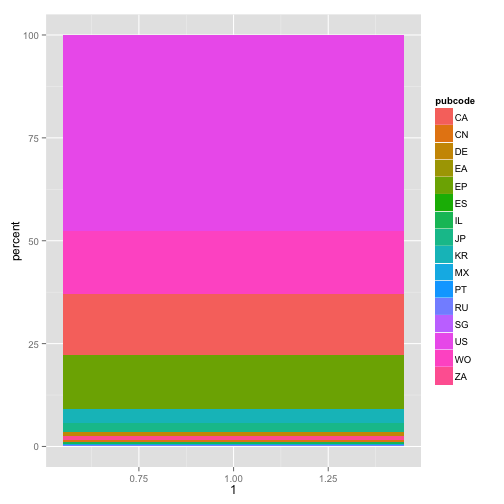 100
75
50
25
0
percent
0.75 1.00 1.25
1
pubcode
CA
CN
DE
EA
EP
ES
IL
JP
KR
MX
PT
RU
SG
US
WO
ZA